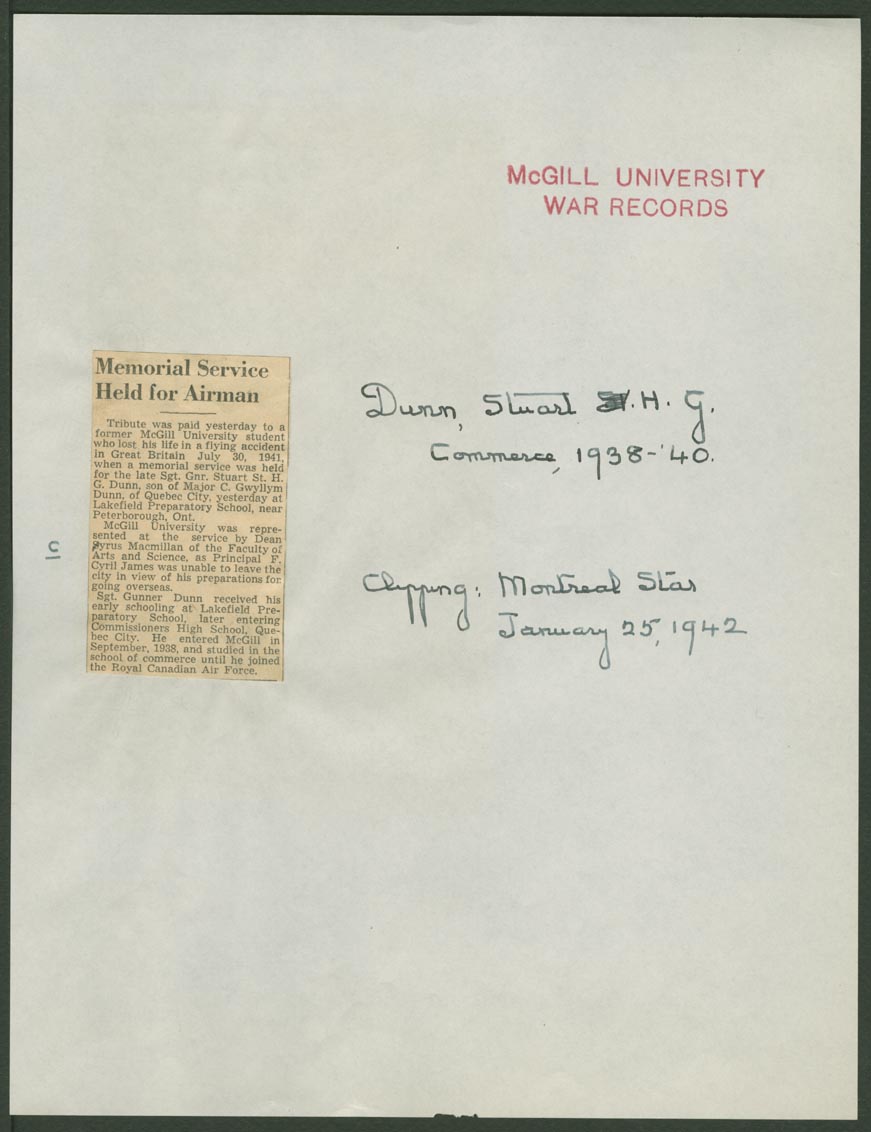 McGILL UNIVERSITY
WAR RECORDS
Memorial Service
Held for Airman
Tribute was paid yesterday to a
former McGill University student
who lost his life in a flying accident
in Great Britain July 30, 1941,
when a memorial service was held
for the late Sgt. Gnr. Stuart St. H.
G. Dunn, son of Major C. Gwyllym
Dunn, of Quebec City, yesterday at
Lakefield Preparatory School, near
Peterborough, Ont.
McGill University was repre-
sented at the service by Dean
Syrus Macmillan of the Faculty of
Arts and Science, as Principal F.
Cyril James was unable to leave the
city in view of his preparations for
going overseas.
Sgt. Gunner Dunn received his
early schooling at Lakefield Pre-
paratory School, later entering
Commissioners High School, Que-
bec City. He entered McGill in
September, 1938, and studied in the
school of commerce until he joined
the Royal Canadian Air Force.
C
Dunn, Stuart St. H. G.
Commerce, 1938-'40.
Clipping: Montreal Star
January 25, 1942